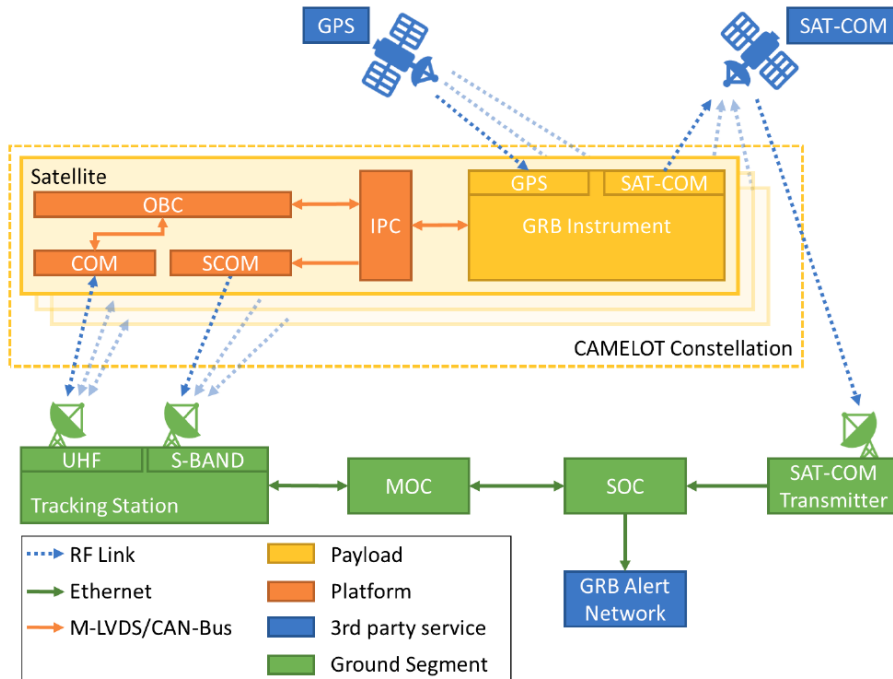 GPS
SAT-COM
Satellite
OBC
COM
SCOM
IPC
GPS
SAT-COM
GRB Instrument
CAMELOT Constellation
UHF
S-BAND
Tracking Station
MOC
SOC
SAT-COM
Transmitter
RF Link
Ethernet
M-LVDS/CAN-Bus
Payload
Platform
3rd party service
Ground Segment
GRB Alert
Network